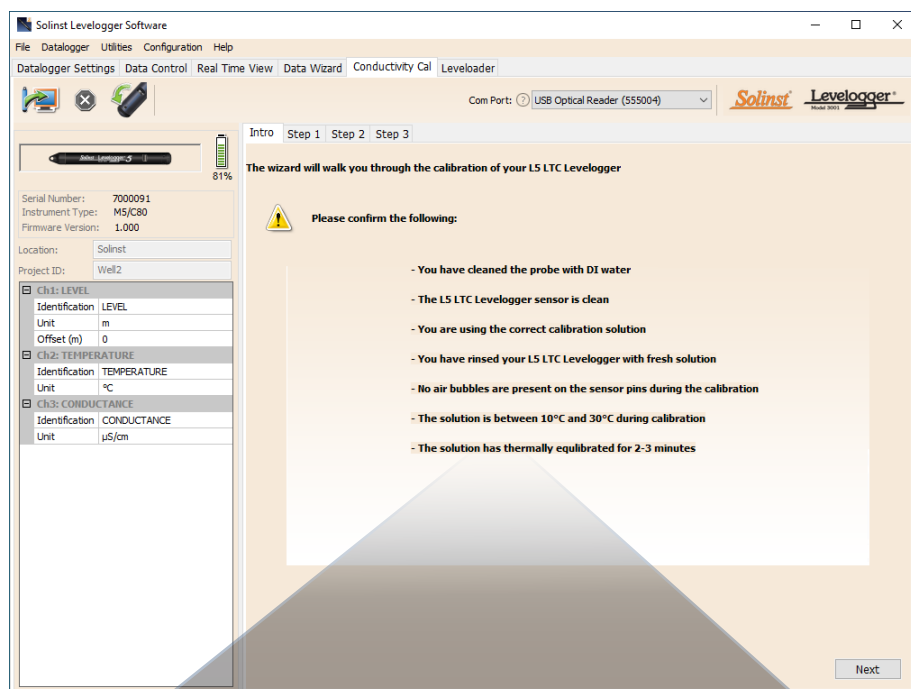 Solinst Levelogger Software
File Datalogger Utilities Configuration Help
Datalogger Settings Data Control Real Time View Data Wizard Conductivity Cal Leveloader
Com Port: ? USB Optical Reader (555004)
Solinst
Levelogger®
Model 3001
Intro Step 1 Step 2 Step 3
Solinst Levelogger 5
81%
The wizard will walk you through the calibration of your L5 LTC Levelogger
Serial Number: 7000091
Instrument Type: M5/C80
Firmware Version: 1.000
Please confirm the following:
Location: Solinst
Project ID: Well2
Ch1: LEVEL
Identification LEVEL
Unit m
Offset (m) 0
Ch2: TEMPERATURE
Identification TEMPERATURE
Unit °C
Ch3: CONDUCTANCE
Identification CONDUCTANCE
Unit µS/cm
- You have cleaned the probe with DI water
- The L5 LTC Levelogger sensor is clean
- You are using the correct calibration solution
- You have rinsed your L5 LTC Levelogger with fresh solution
- No air bubbles are present on the sensor pins during the calibration
- The solution is between 10°C and 30°C during calibration
- The solution has thermally equlibrated for 2-3 minutes
Next